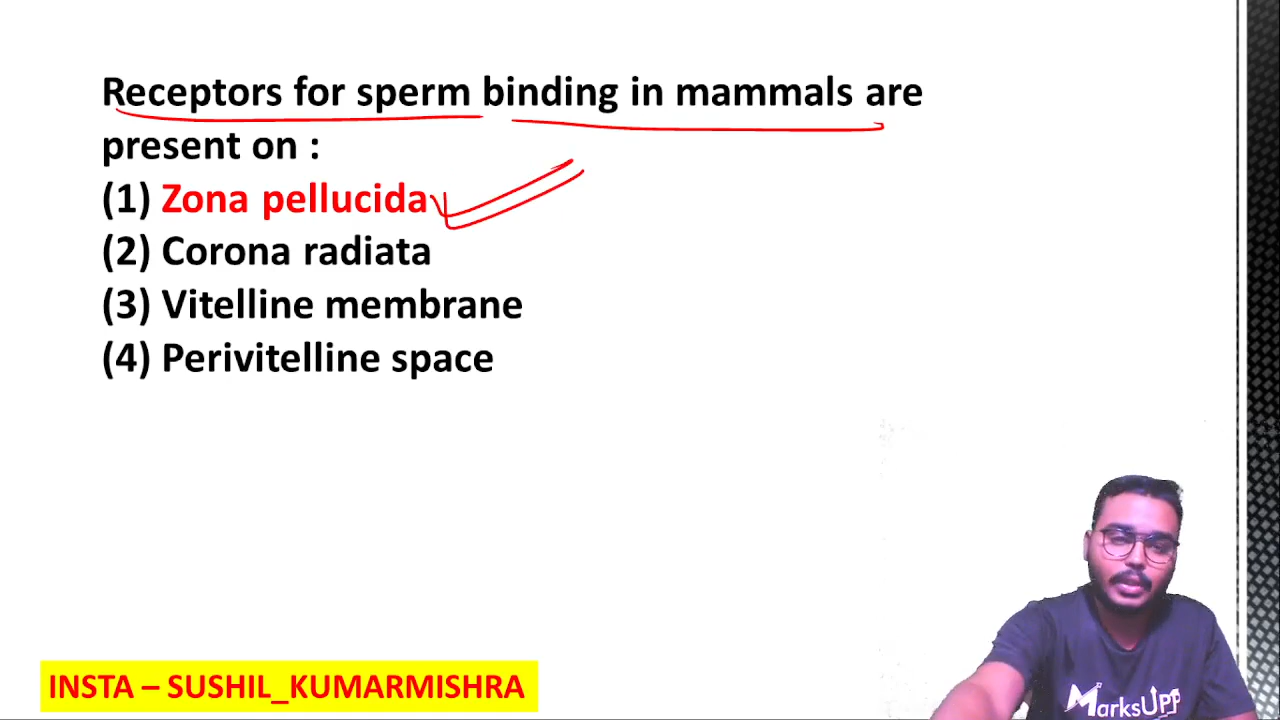 Receptors for sperm binding in mammals are
present on :
(1) Zona pellucida
(2) Corona radiata
(3) Vitelline membrane
(4) Perivitelline space
INSTA – SUSHIL_KUMARMISHRA
MarksUPP